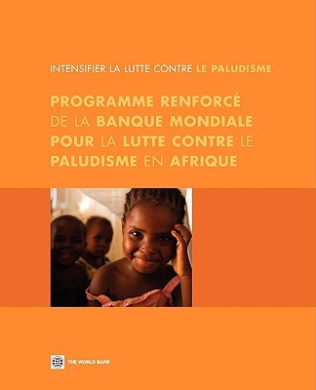 INTENSIFIER LA LUTTE CONTRE LE PALUDISME
PROGRAMME RENFORCÉ
DE LA BANQUE MONDIALE
POUR LA LUTTE CONTRE LE
PALUDISME EN AFRIQUE
THE WORLD BANK